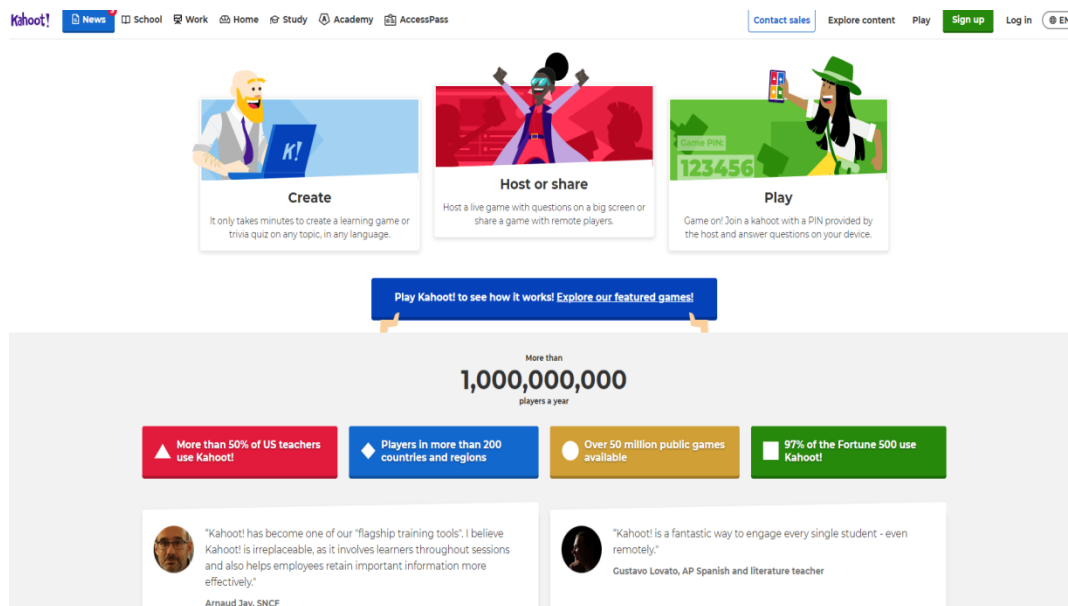 Kahoot! News School Work Home Study Academy AccessPass Contact sales Explore content Play Sign up Log in EN
K!
Game PIN:
123456
Create
It only takes minutes to create a learning game or
trivia quiz on any topic, in any language.
Host or share
Host a live game with questions on a big screen or
share a game with remote players.
Play
Game on! Join a kahoot with a PIN provided by
the host and answer questions on your device.
Play Kahoot! to see how it works! Explore our featured games!
More than
1,000,000,000
players a year
More than 50% of US teachers
use Kahoot!
Players in more than 200
countries and regions
Over 50 million public games
available
97% of the Fortune 500 use
Kahoot!
"Kahoot! has become one of our "flagship training tools". I believe
Kahoot! is irreplaceable, as it involves learners throughout sessions
and also helps employees retain important information more
effectively."
Arnaud Jay, SNCF
"Kahoot! is a fantastic way to engage every single student - even
remotely."
Gustavo Lovato, AP Spanish and literature teacher